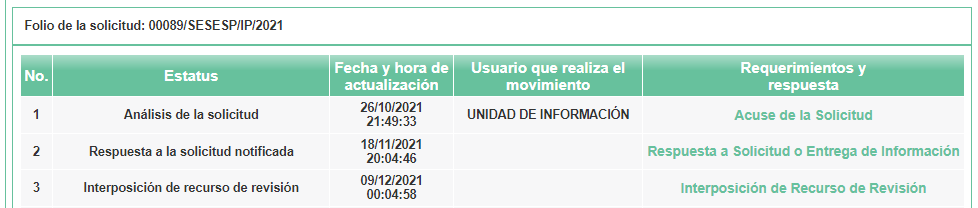 Folio de la solicitud: 00089/SESESP/IP/2021
No. Estatus Fecha y hora de actualización Usuario que realiza el movimiento Requerimientos y respuesta
1 Análisis de la solicitud 26/10/2021 21:49:33 UNIDAD DE INFORMACIÓN Acuse de la Solicitud
2 Respuesta a la solicitud notificada 18/11/2021 20:04:46 Respuesta a Solicitud o Entrega de Información
3 Interposición de recurso de revisión 09/12/2021 00:04:58 Interposición de Recurso de Revisión